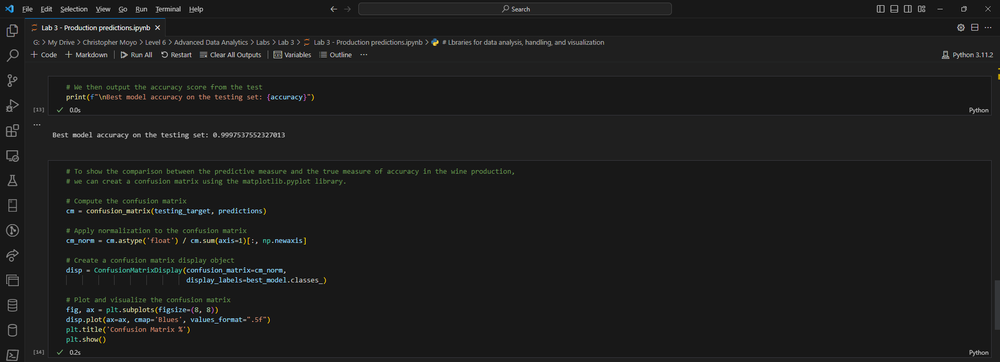 File Edit Selection View Go Run Terminal Help
Search
Lab 3 - Production predictions.ipynb
G: > My Drive > Christopher Moyo > Level 6 > Advanced Data Analytics > Labs > Lab 3 > Lab 3 - Production predictions.ipynb > # Lbraries for data analysis, handling, and visualization
+ Code + Markdown | Run All Restart Clear All Outputs | Variables Outline ...
Python 3.11.2
# We then output the accuracy score from the test
print(f"\nBest model accuracy on the testing set: {accuracy}")
[13] ✓ 0.0s
Python
...
Best model accuracy on the testing set: 0.9997537552327013
# To show the comparison between the predictive measure and the true measure of accuracy in the wine production,
# we can creat a confusion matrix using the matplotlib.pyplot library.
# Compute the confusion matrix
cm = confusion_matrix(testing_target, predictions)
# Apply normalization to the confusion matrix
cm_norm = cm.astype('float') / cm.sum(axis=1)[:, np.newaxis]
# Create a confusion matrix display object
disp = ConfusionMatrixDisplay(confusion_matrix=cm_norm,
display_labels=best_model.classes_)
# Plot and visualize the confusion matrix
fig, ax = plt.subplots(figsize=(8, 8))
disp.plot(ax=ax, cmap='Blues', values_format=".5f")
plt.title('Confusion Matrix %')
plt.show()
[14] ✓ 0.2s
Python